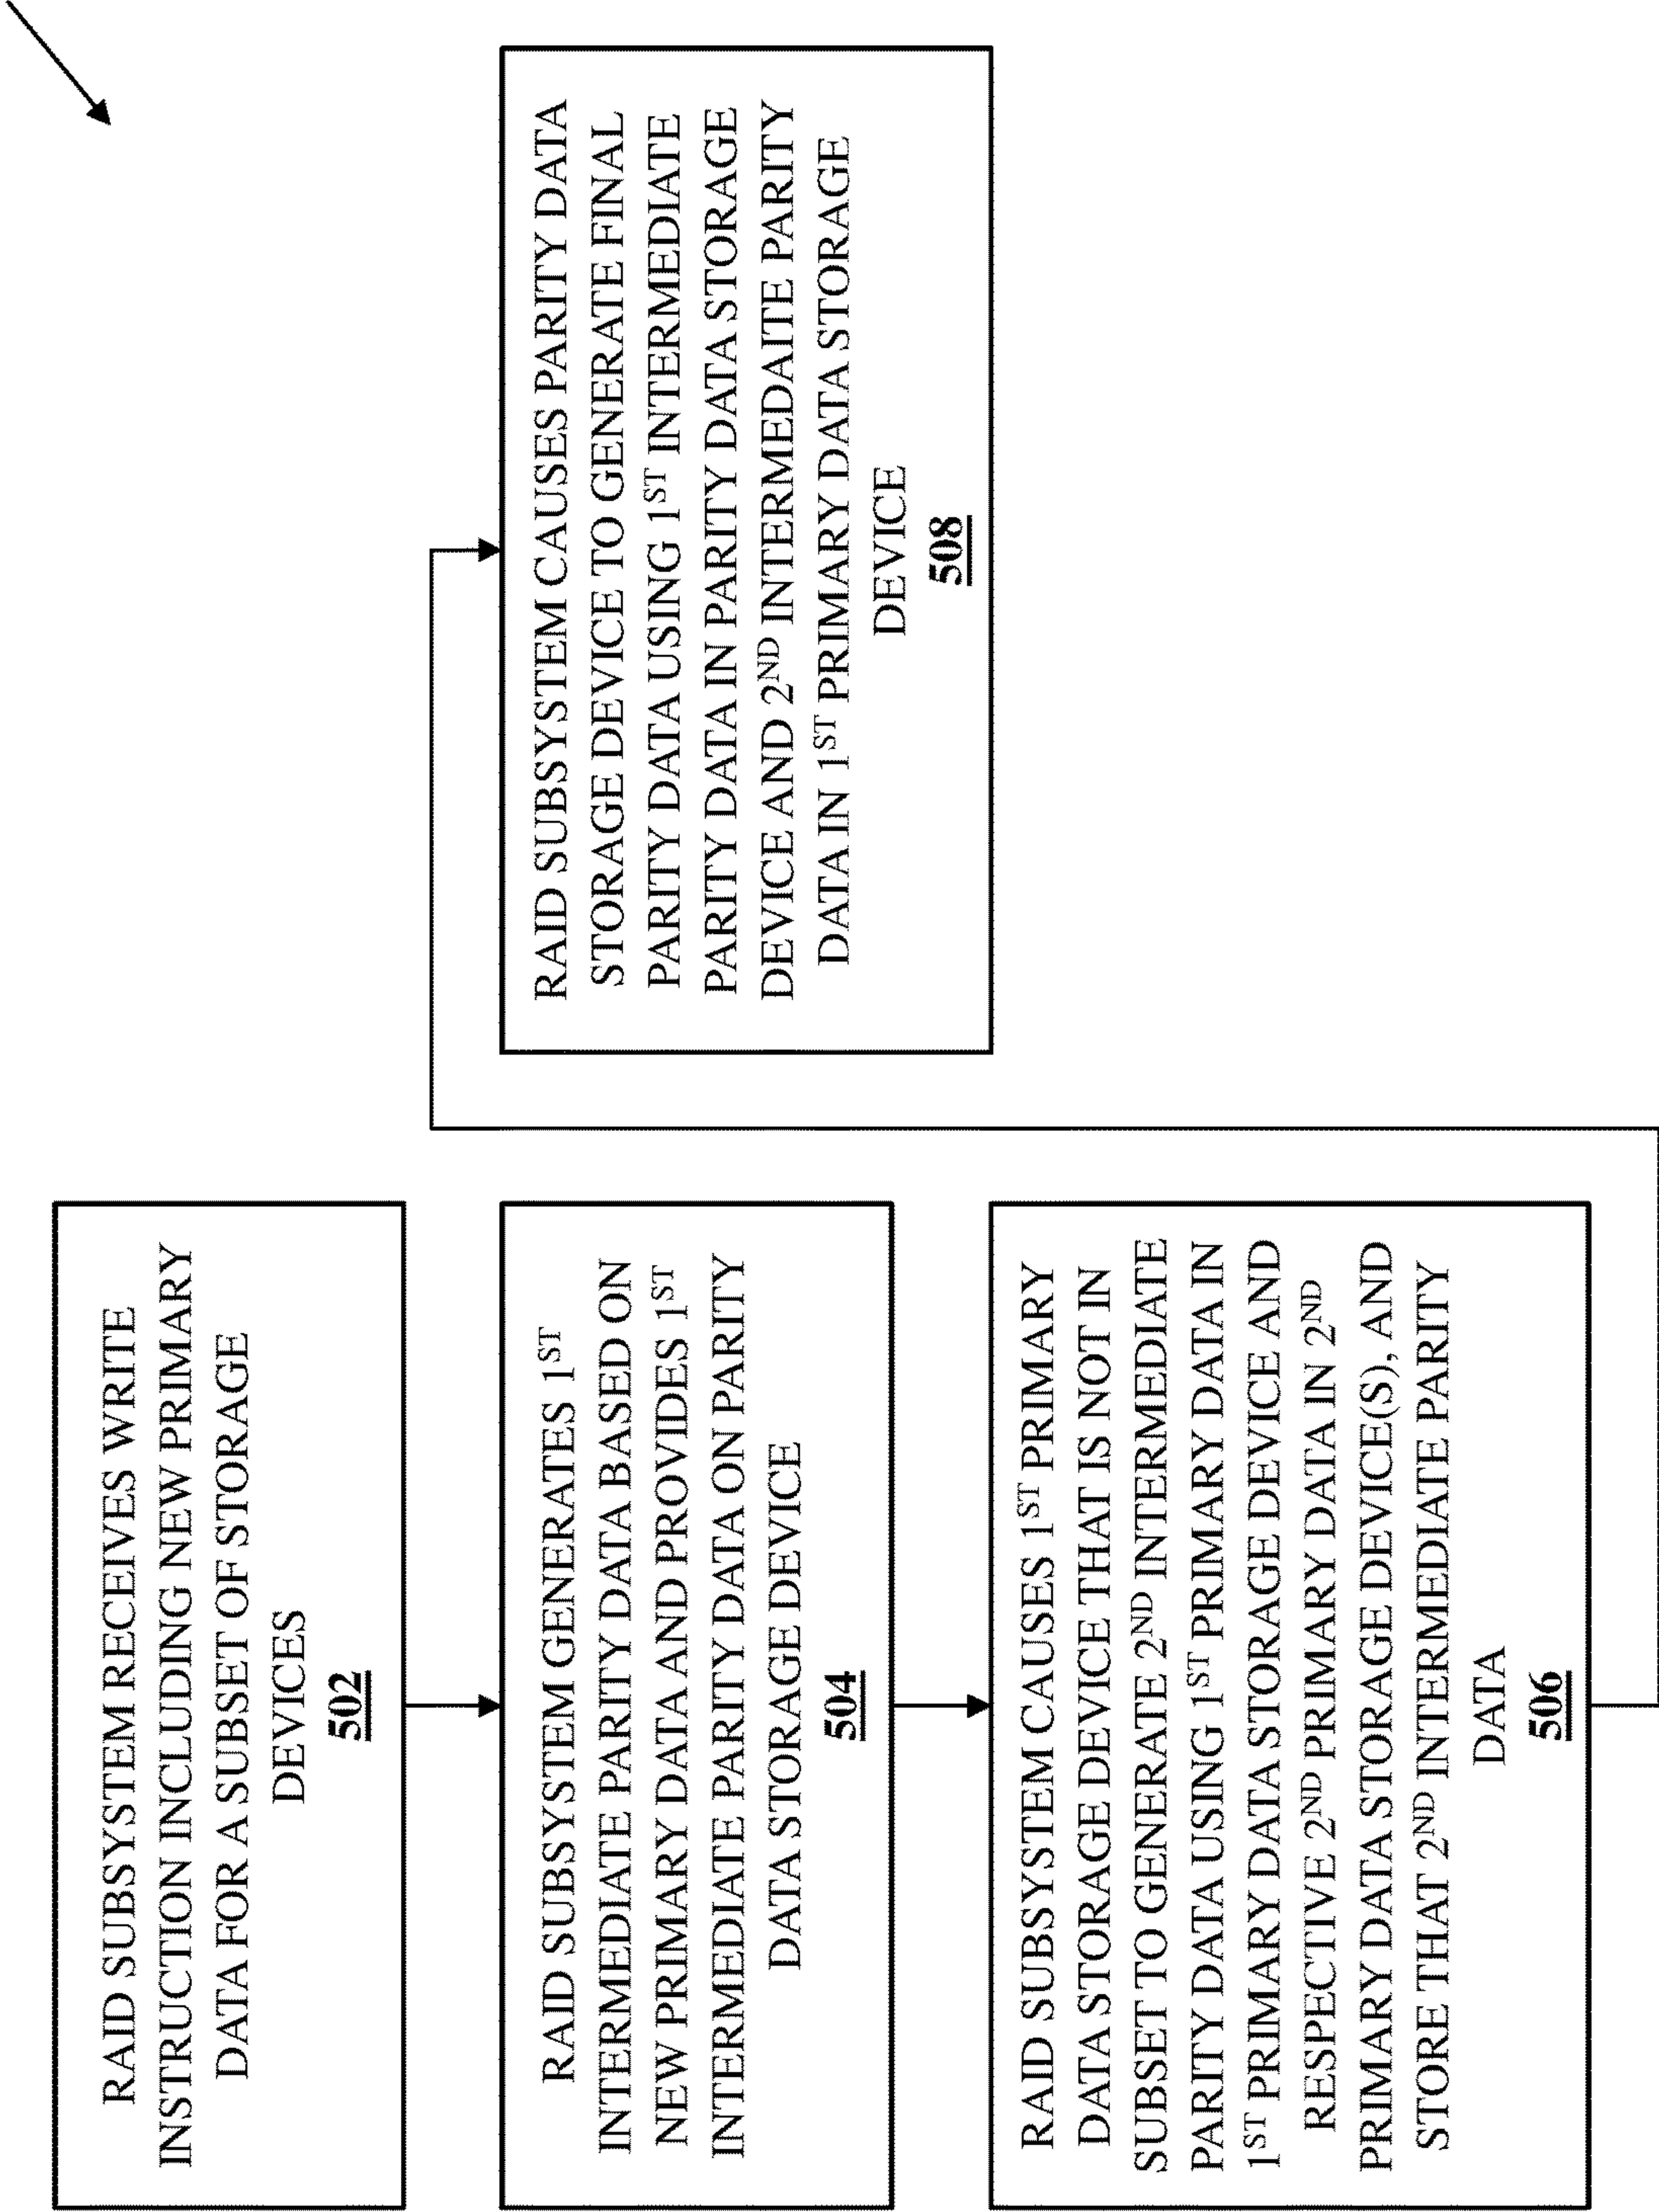 RAID SUBSYSTEM RECEIVES WRITE
INSTRUCTION INCLUDING NEW PRIMARY
DATA FOR A SUBSET OF STORAGE
DEVICES
502
RAID SUBSYSTEM GENERATES 1ST
INTERMEDIATE PARITY DATA BASED ON
NEW PRIMARY DATA AND PROVIDES 1ST
INTERMEDIATE PARITY DATA ON PARITY
DATA STORAGE DEVICE
504
RAID SUBSYSTEM CAUSES 1ST PRIMARY
DATA STORAGE DEVICE THAT IS NOT IN
SUBSET TO GENERATE 2ND INTERMEDIATE
PARITY DATA USING 1ST PRIMARY DATA IN
1ST PRIMARY DATA STORAGE DEVICE AND
RESPECTIVE 2ND PRIMARY DATA IN 2ND
PRIMARY DATA STORAGE DEVICE(S), AND
STORE THAT 2ND INTERMEDIATE PARITY
DATA
506
RAID SUBSYSTEM CAUSES PARITY DATA
STORAGE DEVICE TO GENERATE FINAL
PARITY DATA USING 1ST INTERMEDIATE
PARITY DATA IN PARITY DATA STORAGE
DEVICE AND 2ND INTERMEDAITE PARITY
DATA IN 1ST PRIMARY DATA STORAGE
DEVICE
508